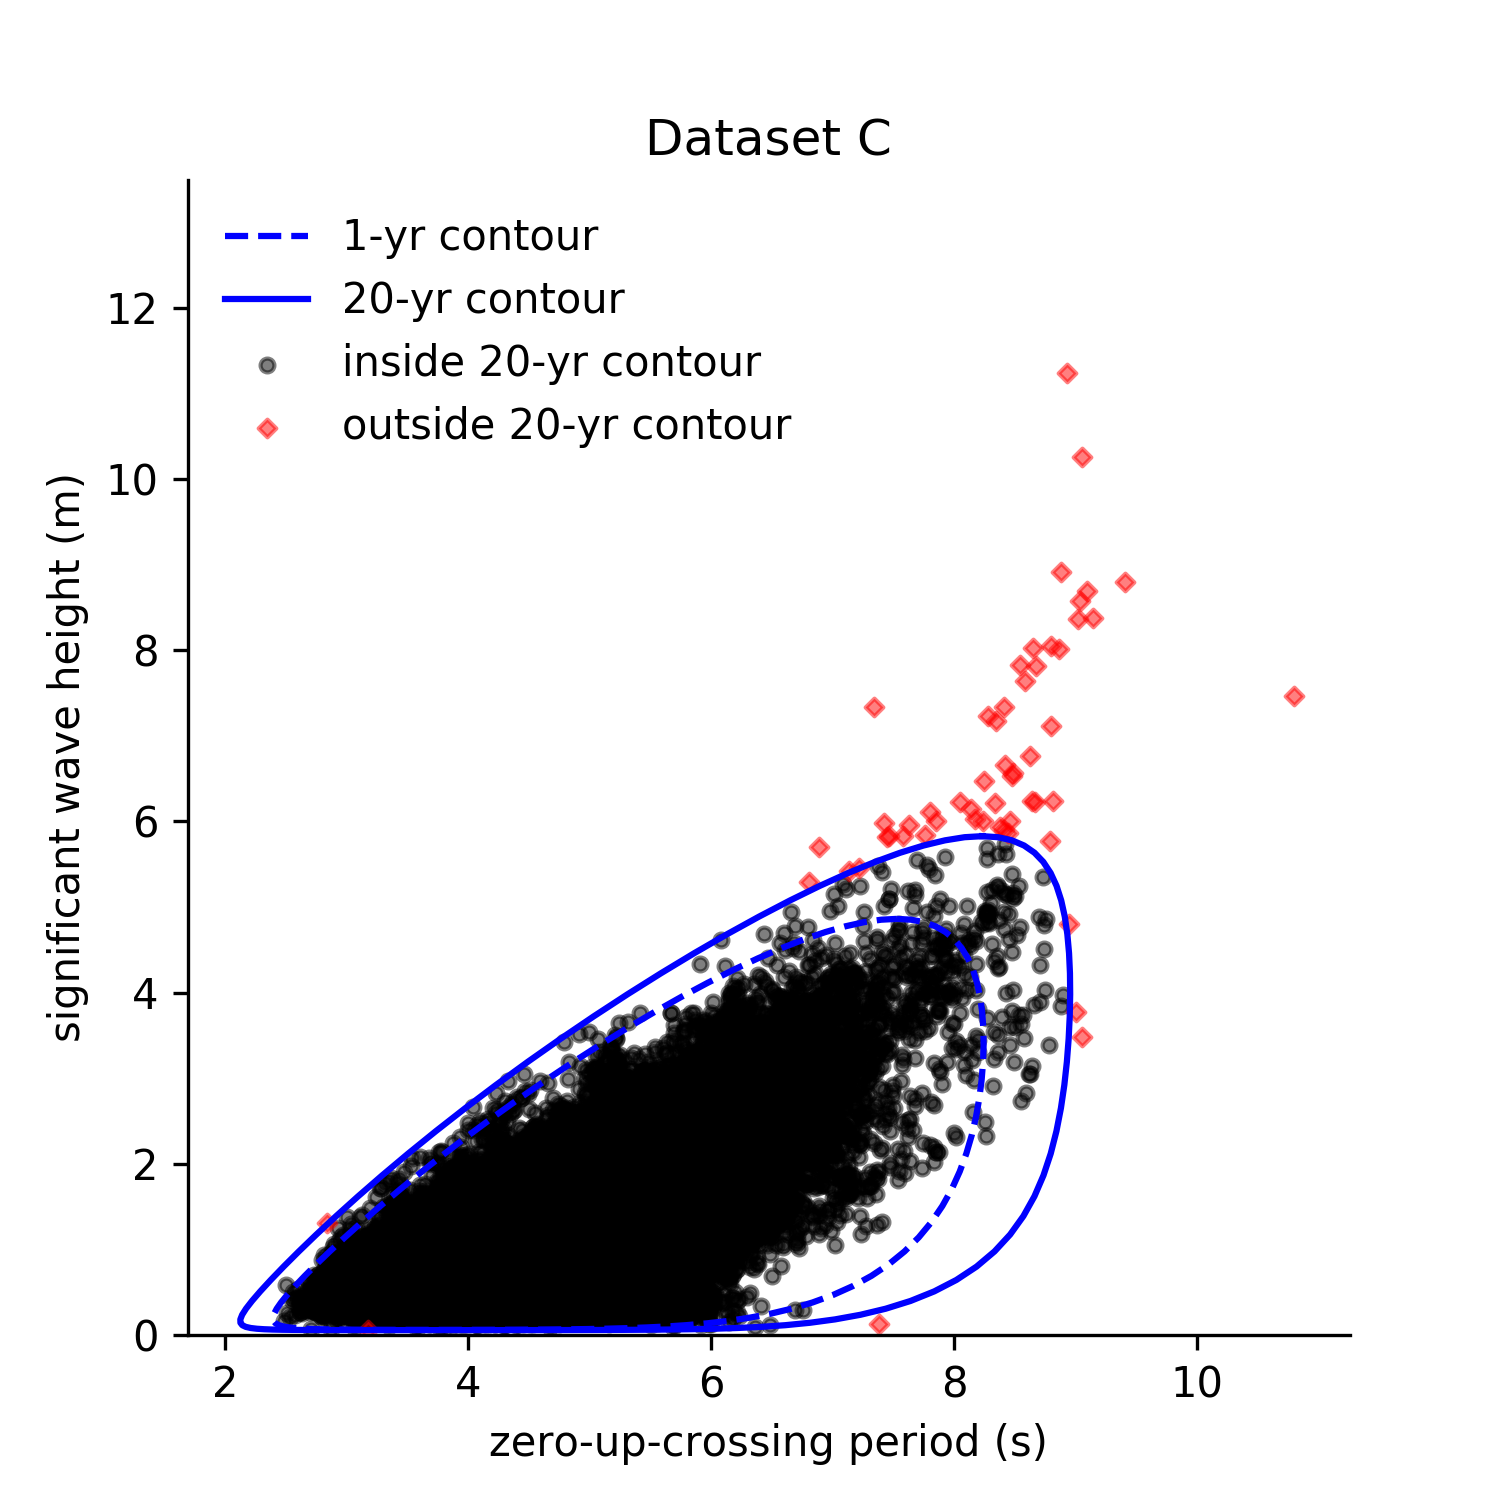 Dataset C
1-yr contour
20-yr contour
inside 20-yr contour
outside 20-yr contour
12
10
8
6
4
2
0
significant wave height (m)
2 4 6 8 10
zero-up-crossing period (s)